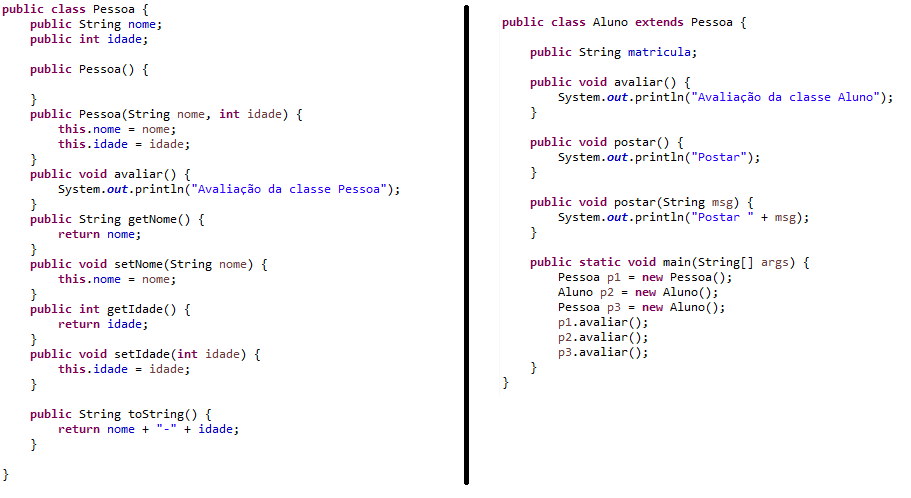 public class Pessoa {
public String nome;
public int idade;
public Pessoa() {
}
public Pessoa(String nome, int idade) {
this.nome = nome;
this.idade = idade;
}
public void avaliar() {
System.out.println("Avaliação da classe Pessoa");
}
public String getNome() {
return nome;
}
public void setNome(String nome) {
this.nome = nome;
}
public int getIdade() {
return idade;
}
public void setIdade(int idade) {
this.idade = idade;
}
public String toString() {
return nome + "-" + idade;
}
}
public class Aluno extends Pessoa {
public String matricula;
public void avaliar() {
System.out.println("Avaliação da classe Aluno");
}
public void postar() {
System.out.println("Postar");
}
public void postar(String msg) {
System.out.println("Postar " + msg);
}
public static void main(String[] args) {
Pessoa p1 = new Pessoa();
Aluno p2 = new Aluno();
Pessoa p3 = new Aluno();
p1.avaliar();
p2.avaliar();
p3.avaliar();
}
}